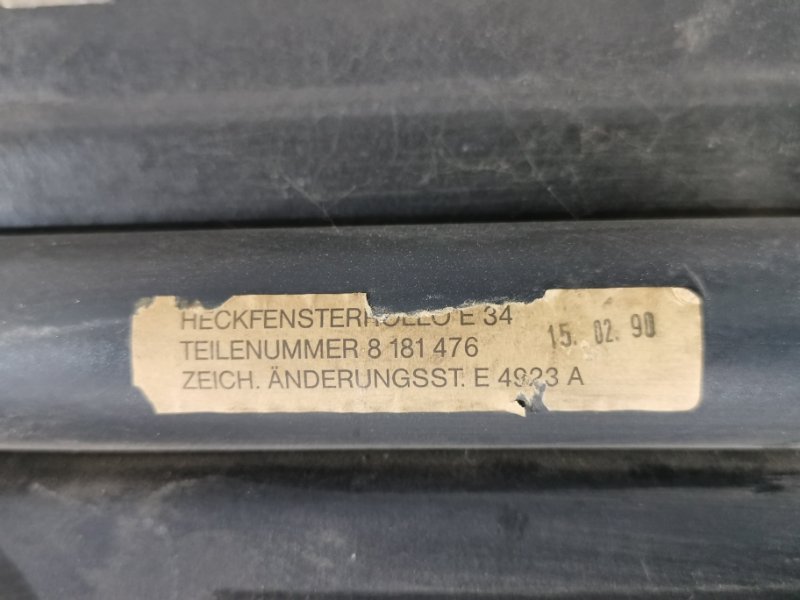 HECKFENSTERROLLO E 34
TEILENUMMER 8 181 476
ZEICH. ÄNDERUNGSST. E 4923 A
15. 02. 90